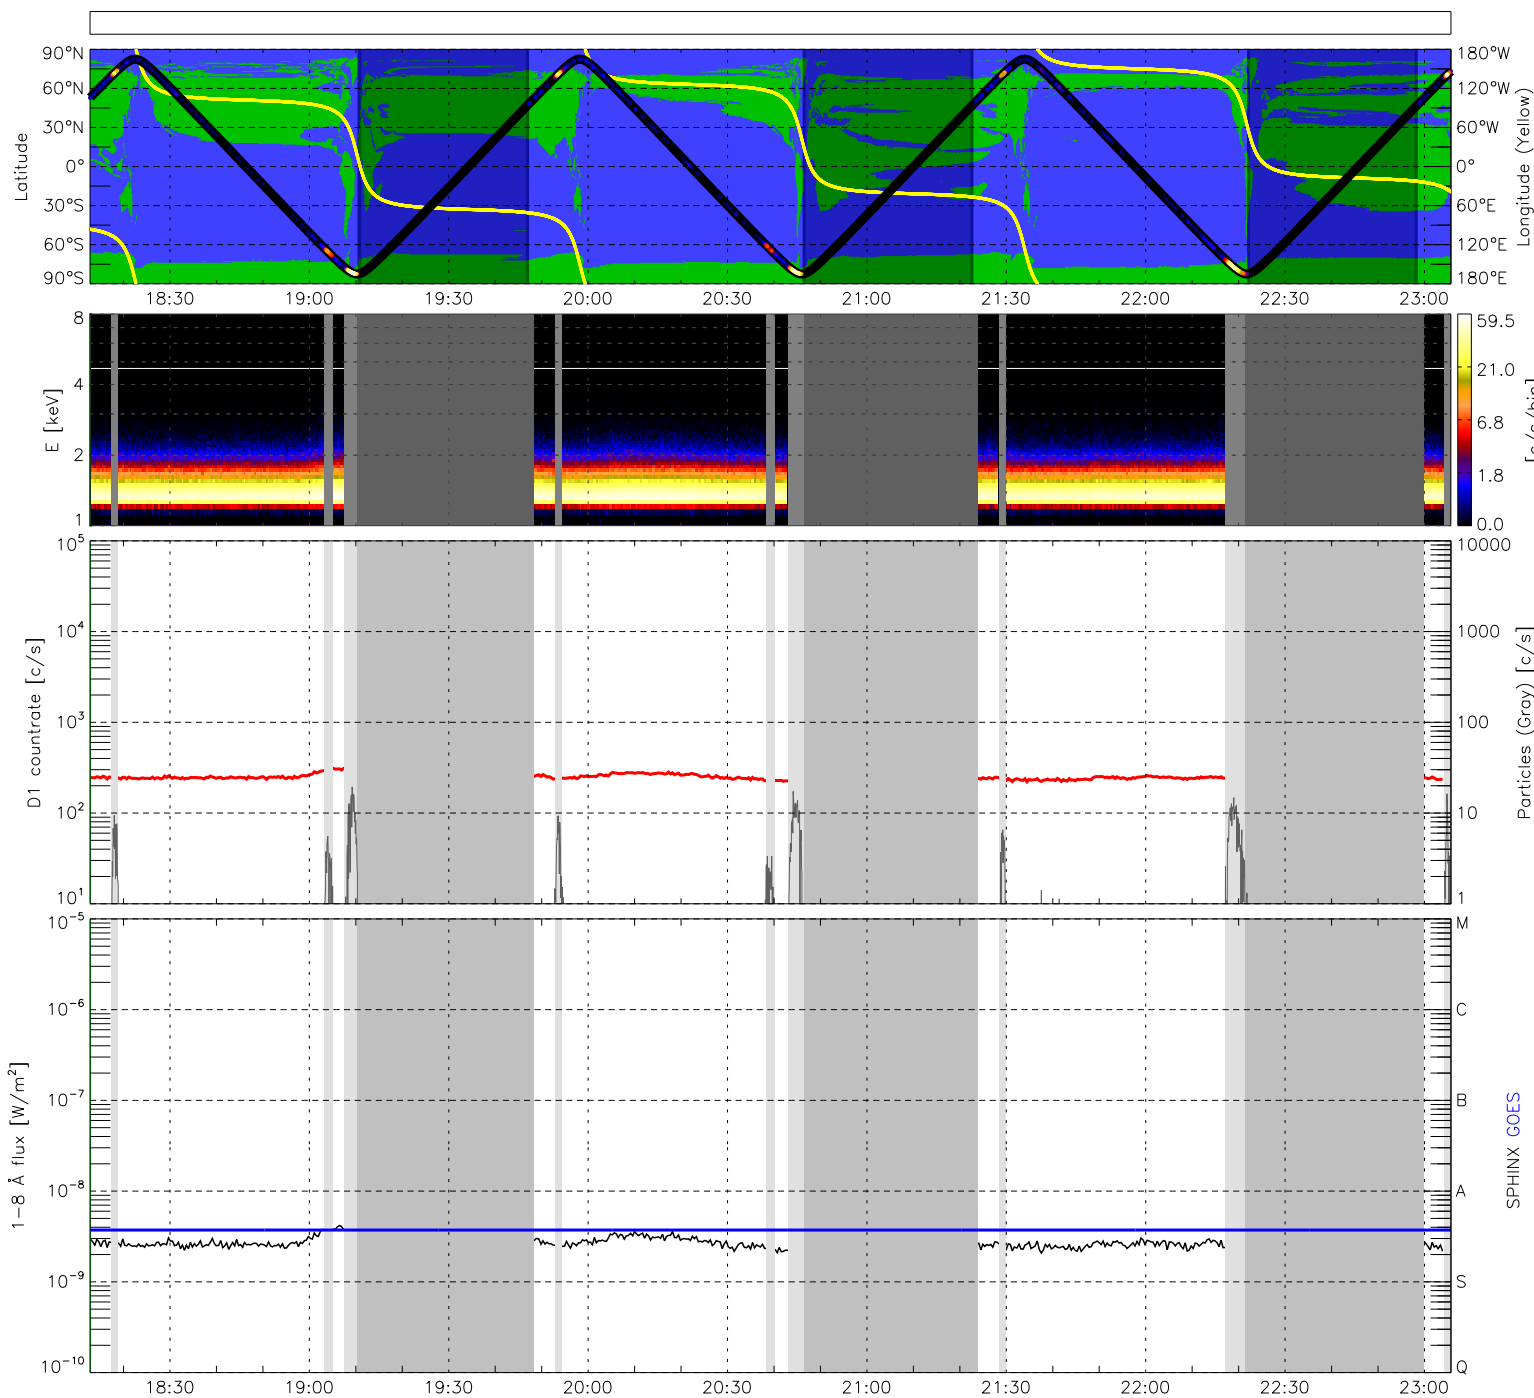 90°N
60°N
30°N
0°
30°S
60°S
90°S
Latitude
180°W
120°W
60°W
0°
60°E
120°E
180°E
Longitude (Yellow)
18:30 19:00 19:30 20:00 20:30 21:00 21:30 22:00 22:30 23:00
8
4
2
1
E [keV]
59.5
21.0
6.8
1.8
0.0
[c/s/bin]
10⁵
10⁴
10³
10²
10¹
D1 countrate [c/s]
10000
1000
100
10
1
Particles (Gray) [c/s]
10⁻⁵
10⁻⁶
10⁻⁷
10⁻⁸
10⁻⁹
10⁻¹⁰
1−8 Å flux [W/m²]
M
C
B
A
S
Q
SPHINX GOES
18:30 19:00 19:30 20:00 20:30 21:00 21:30 22:00 22:30 23:00